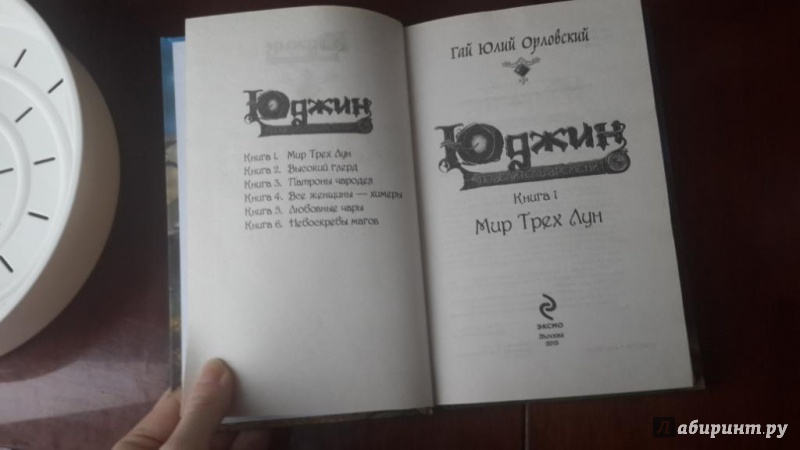 Юджин
Книга 1. Мир Трех Лун
Книга 2. Высокий глерд
Книга 3. Патроны чародея
Книга 4. Все женщины — химеры
Книга 5. Любовные чары
Книга 6. Небоскребы магов
Гай Юлий Орловский
Юджин
Книга 1
Мир Трех Лун
ЭКСМО
Москва
2013
Лабиринт.ру